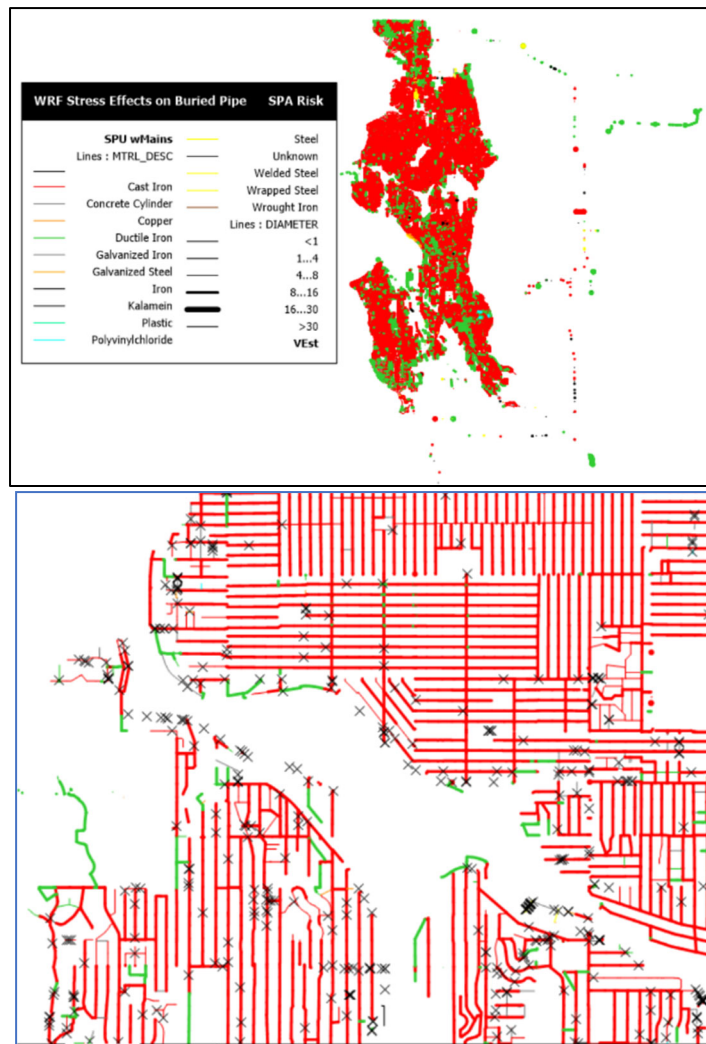 WRF Stress Effects on Buried Pipe SPA Risk
SPU wMains
Lines : MTRL_DESC
Cast Iron
Concrete Cylinder
Copper
Ductile Iron
Galvanized Iron
Galvanized Steel
Iron
Kalamein
Plastic
Polyvinylchloride
Steel
Unknown
Welded Steel
Wrapped Steel
Wrought Iron
Lines : DIAMETER
<1
1...4
4...8
8...16
16...30
>30
VEst